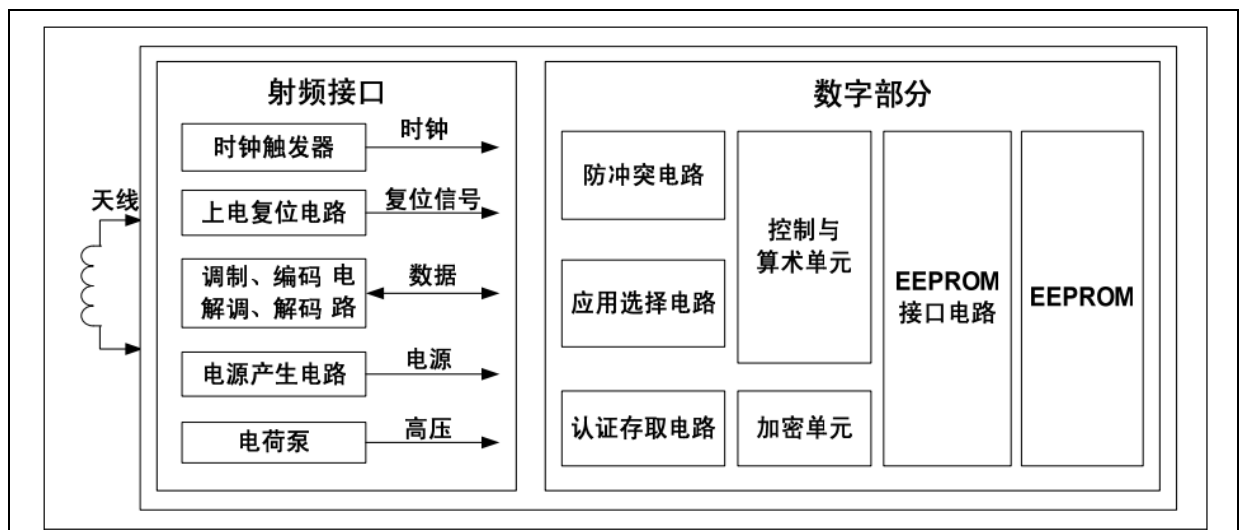 射频接口
数字部分
天线
时钟触发器
时钟
上电复位电路
复位信号
调制、编码 电
解调、解码 路
数据
电源产生电路
电源
电荷泵
高压
防冲突电路
应用选择电路
认证存取电路
控制与
算术单元
加密单元
EEPROM
接口电路
EEPROM